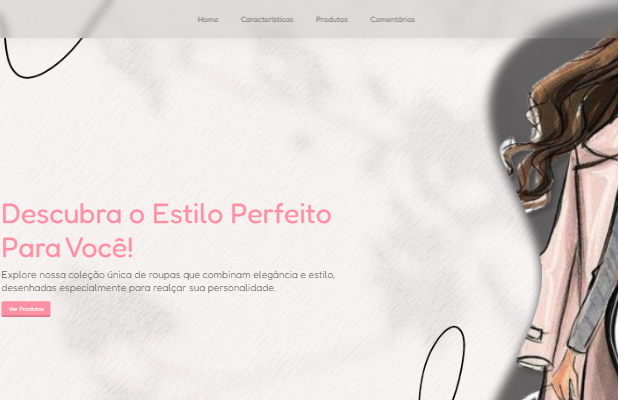 Home Características Produtos Comentários
Descubra o Estilo Perfeito
Para Você!
Explore nossa coleção única de roupas que combinam elegância e estilo,
desenhadas especialmente para realçar sua personalidade.
Ver Produtos